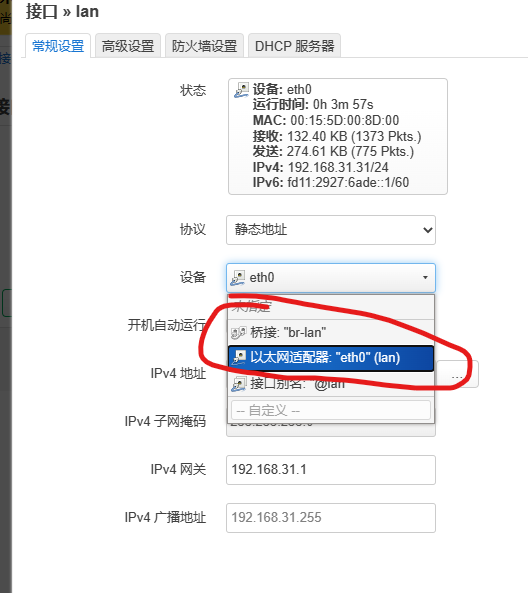 接口 » lan
常规设置 高级设置 防火墙设置 DHCP 服务器
状态
设备: eth0
运行时间: 0h 3m 57s
MAC: 00:15:5D:00:8D:00
接收: 132.40 KB (1373 Pkts.)
发送: 274.61 KB (775 Pkts.)
IPv4: 192.168.31.31/24
IPv6: fd11:2927:6ade::1/60
协议 静态地址
设备 eth0
未指定
开机自动运行
桥接: "br-lan"
以太网适配器: "eth0" (lan)
IPv4 地址
...
接口别名: "@lan"
-- 自定义 --
IPv4 子网掩码
IPv4 网关 192.168.31.1
IPv4 广播地址 192.168.31.255